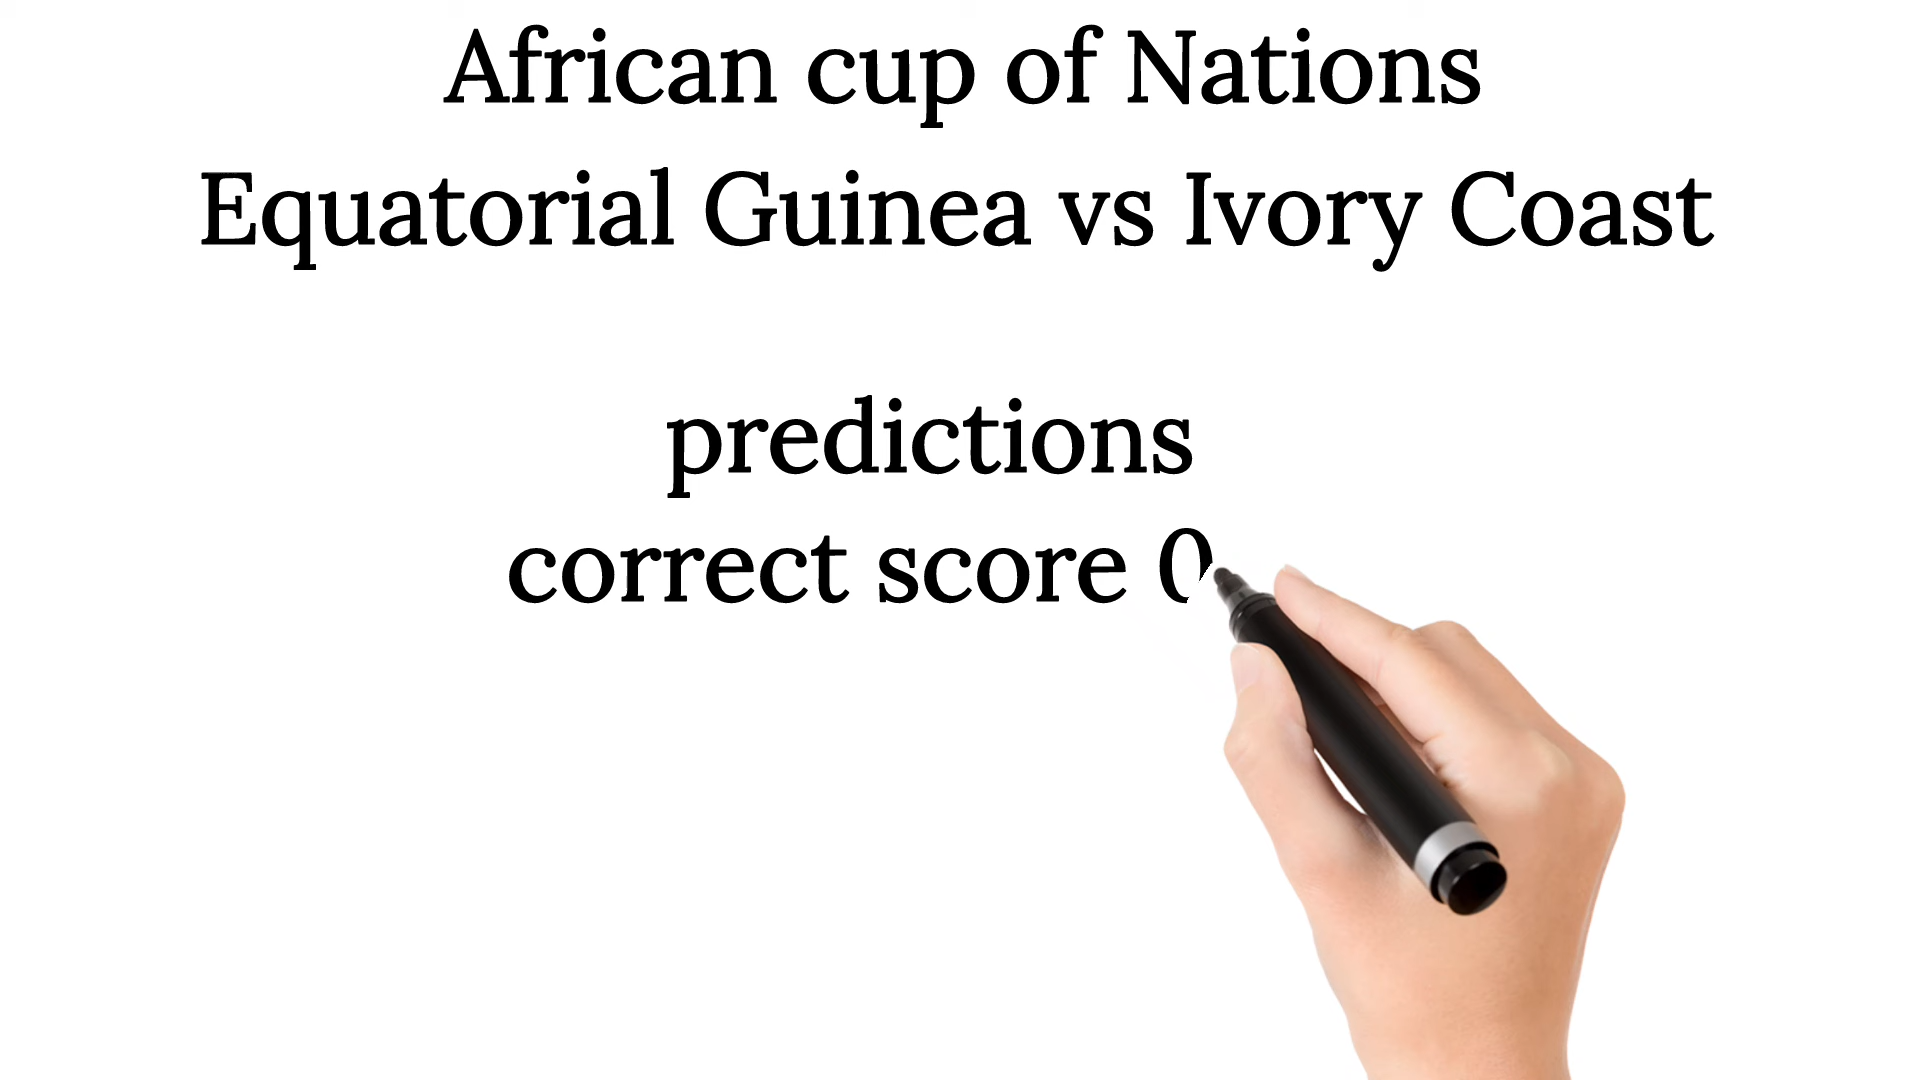 African cup of Nations
Equatorial Guinea vs Ivory Coast
predictions
correct score 0